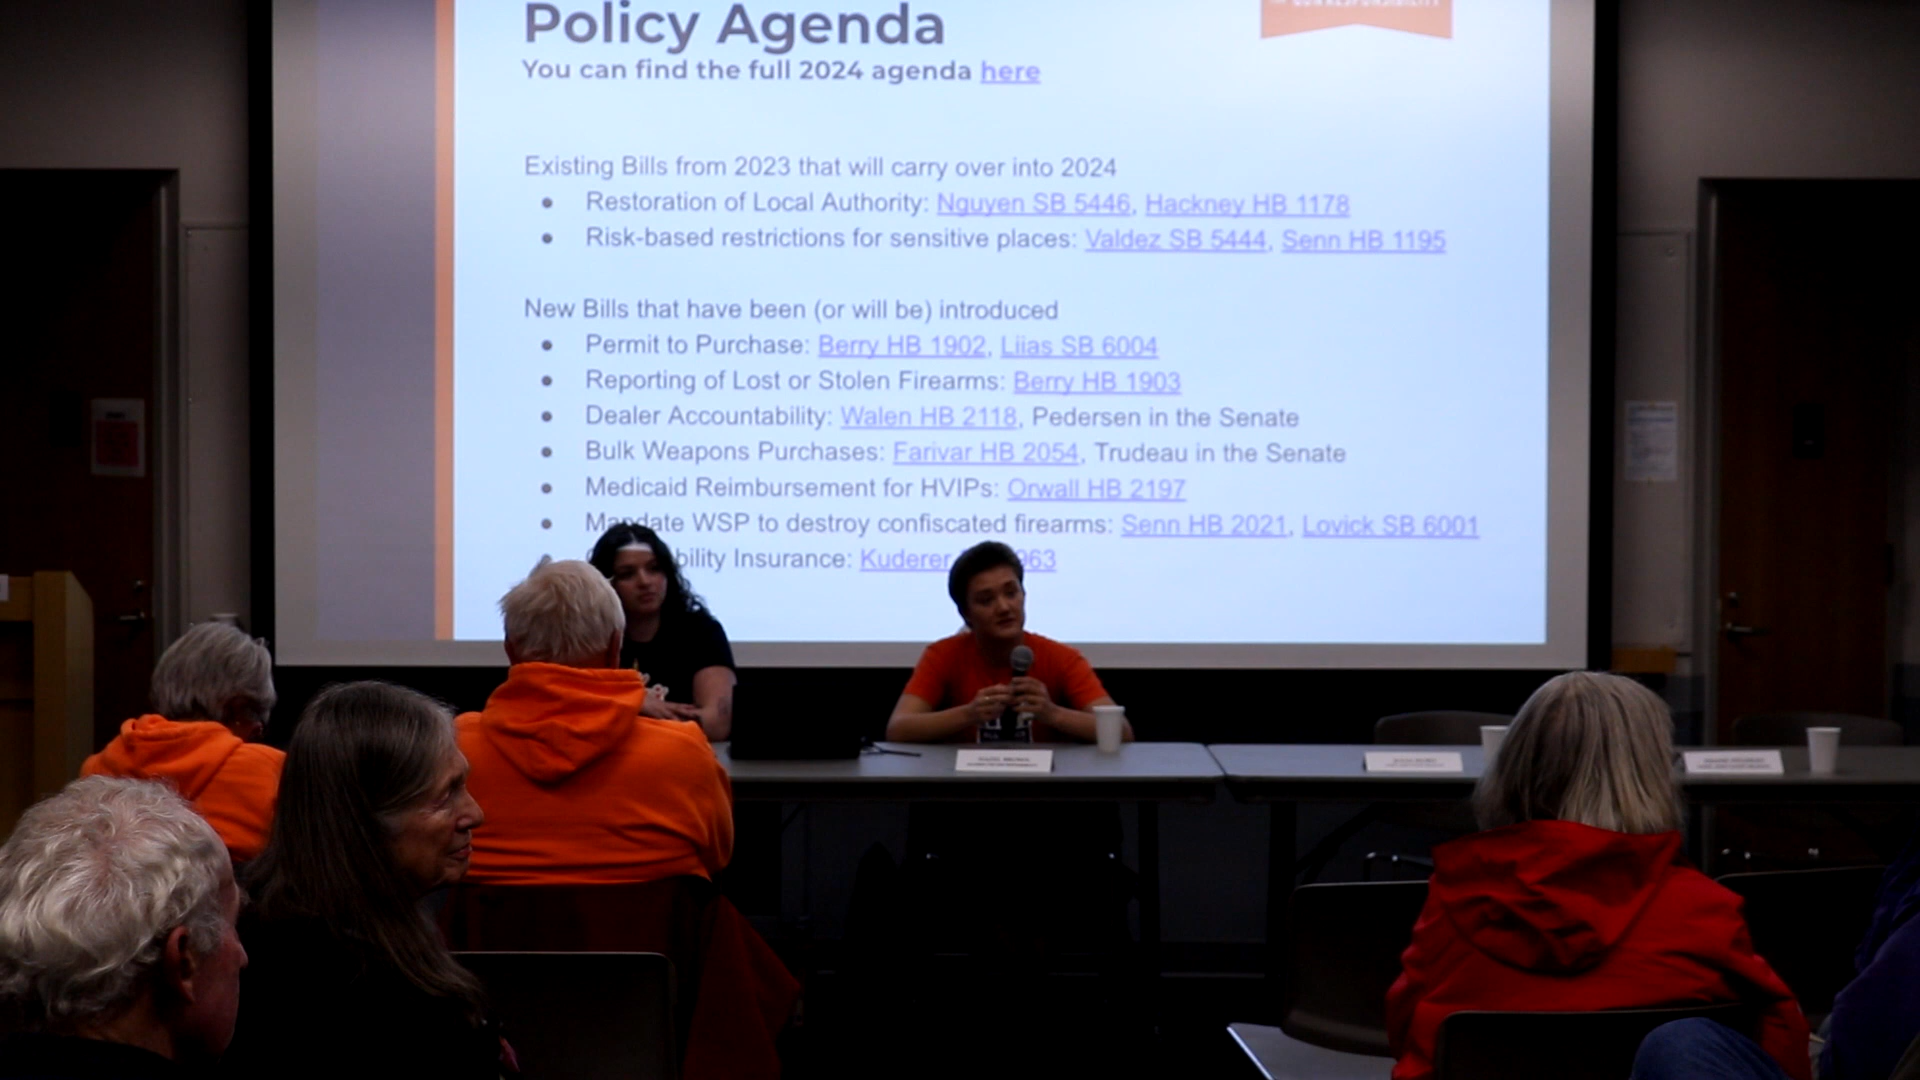 Policy Agenda
You can find the full 2024 agenda here
Existing Bills from 2023 that will carry over into 2024
Restoration of Local Authority: Nguyen SB 5446, Hackney HB 1178
Risk-based restrictions for sensitive places: Valdez SB 5444, Senn HB 1195
New Bills that have been (or will be) introduced
Permit to Purchase: Berry HB 1902, Liias SB 6004
Reporting of Lost or Stolen Firearms: Berry HB 1903
Dealer Accountability: Walen HB 2118, Pedersen in the Senate
Bulk Weapons Purchases: Farivar HB 2054, Trudeau in the Senate
Medicaid Reimbursement for HVIPs: Orwall HB 2197
Mandate WSP to destroy confiscated firearms: Senn HB 2021, Lovick SB 6001
Insurance: Kuderer